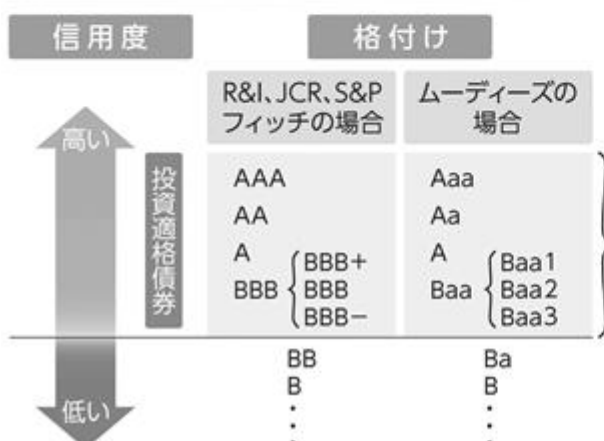 信用度
格付け
R&I、JCR、S&P
フィッチの場合
ムーディーズの
場合
高い
投資適格債券
AAA
Aaa
AA
Aa
A
A
BBB
BBB+
BBB
BBB−
Baa
Baa1
Baa2
Baa3
BB
Ba
B
B
・
・
・
・
低い